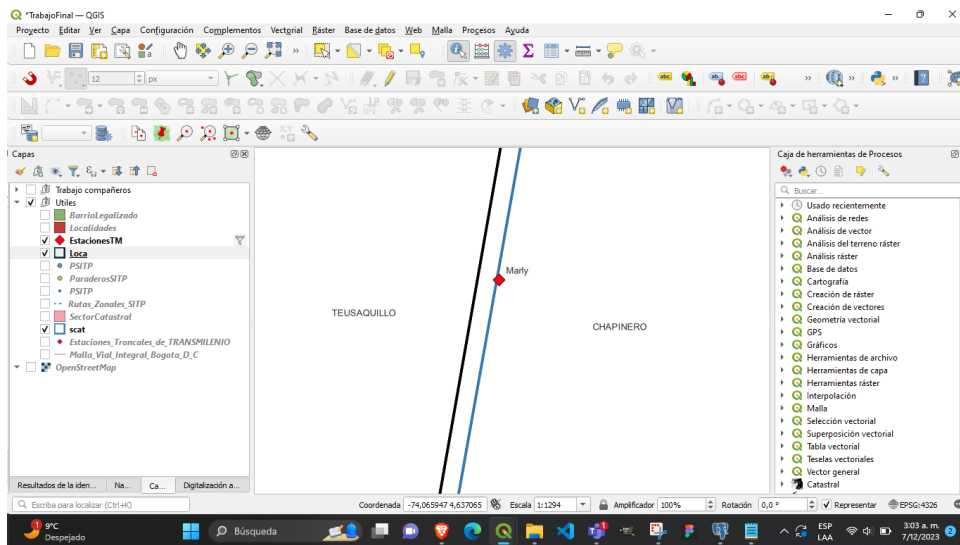 *TrabajoFinal — QGIS
Proyecto Editar Ver Capa Configuración Complementos Vectorial Ráster Base de datos Web Malla Procesos Ayuda
12 px
abc abc abc abc
Capas
Trabajo compañeros
Utiles
BarrioLegalizado
Localidades
EstacionesTM
Loca
PSITP
ParaderosSITP
PSITP
Rutas_Zonales_SITP
SectorCatastral
scat
Estaciones_Troncales_de_TRANSMILENIO
Malla_Vial_Integral_Bogota_D_C
OpenStreetMap
Resultados de la iden... Na... Ca... Digitalización a...
Marly
TEUSAQUILLO
CHAPINERO
Caja de herramientas de Procesos
Buscar...
Usado recientemente
Análisis de redes
Análisis de vector
Análisis del terreno ráster
Análisis ráster
Base de datos
Cartografía
Creación de ráster
Creación de vectores
Geometría vectorial
GPS
Gráficos
Herramientas de archivo
Herramientas de capa
Herramientas ráster
Interpolación
Malla
Selección vectorial
Superposición vectorial
Tabla vectorial
Teselas vectoriales
Vector general
Catastral
Escriba para localizar (Ctrl+K) Coordenada -74,065947 4,637065 Escala 1:1294 Amplificador 100% Rotación 0,0 ° Representar EPSG:4326
1 9°C
Despejado
Búsqueda
ESP
LAA
3:03 a. m.
7/12/2023
2